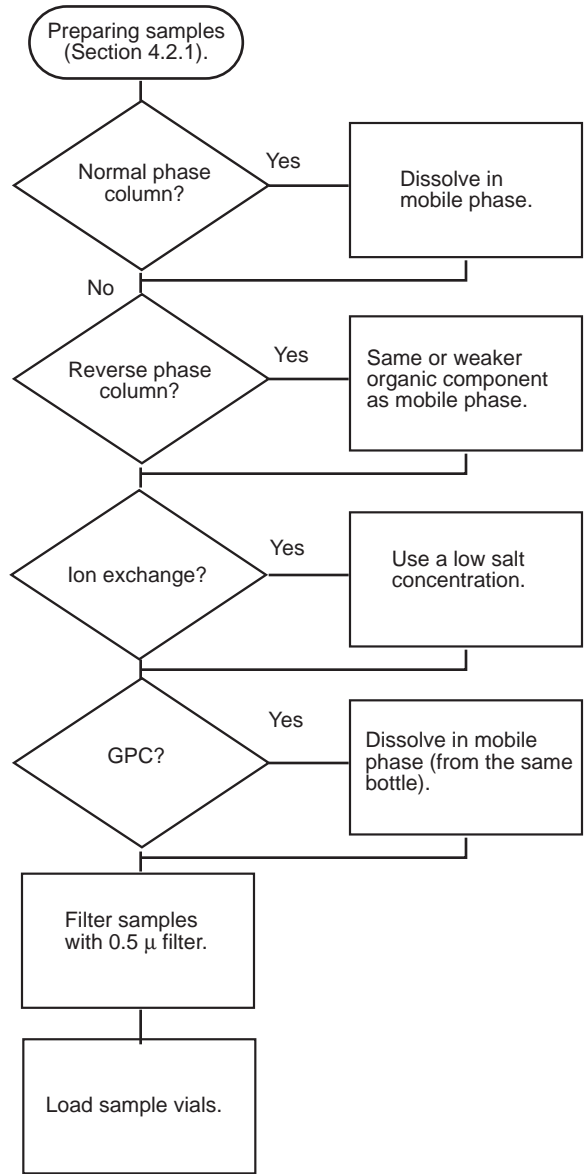 Preparing samples
(Section 4.2.1).
Normal phase
column?
Yes
Dissolve in
mobile phase.
No
Reverse phase
column?
Yes
Same or weaker
organic component
as mobile phase.
Ion exchange?
Yes
Use a low salt
concentration.
GPC?
Yes
Dissolve in mobile
phase (from the same
bottle).
Filter samples
with 0.5 μ filter.
Load sample vials.